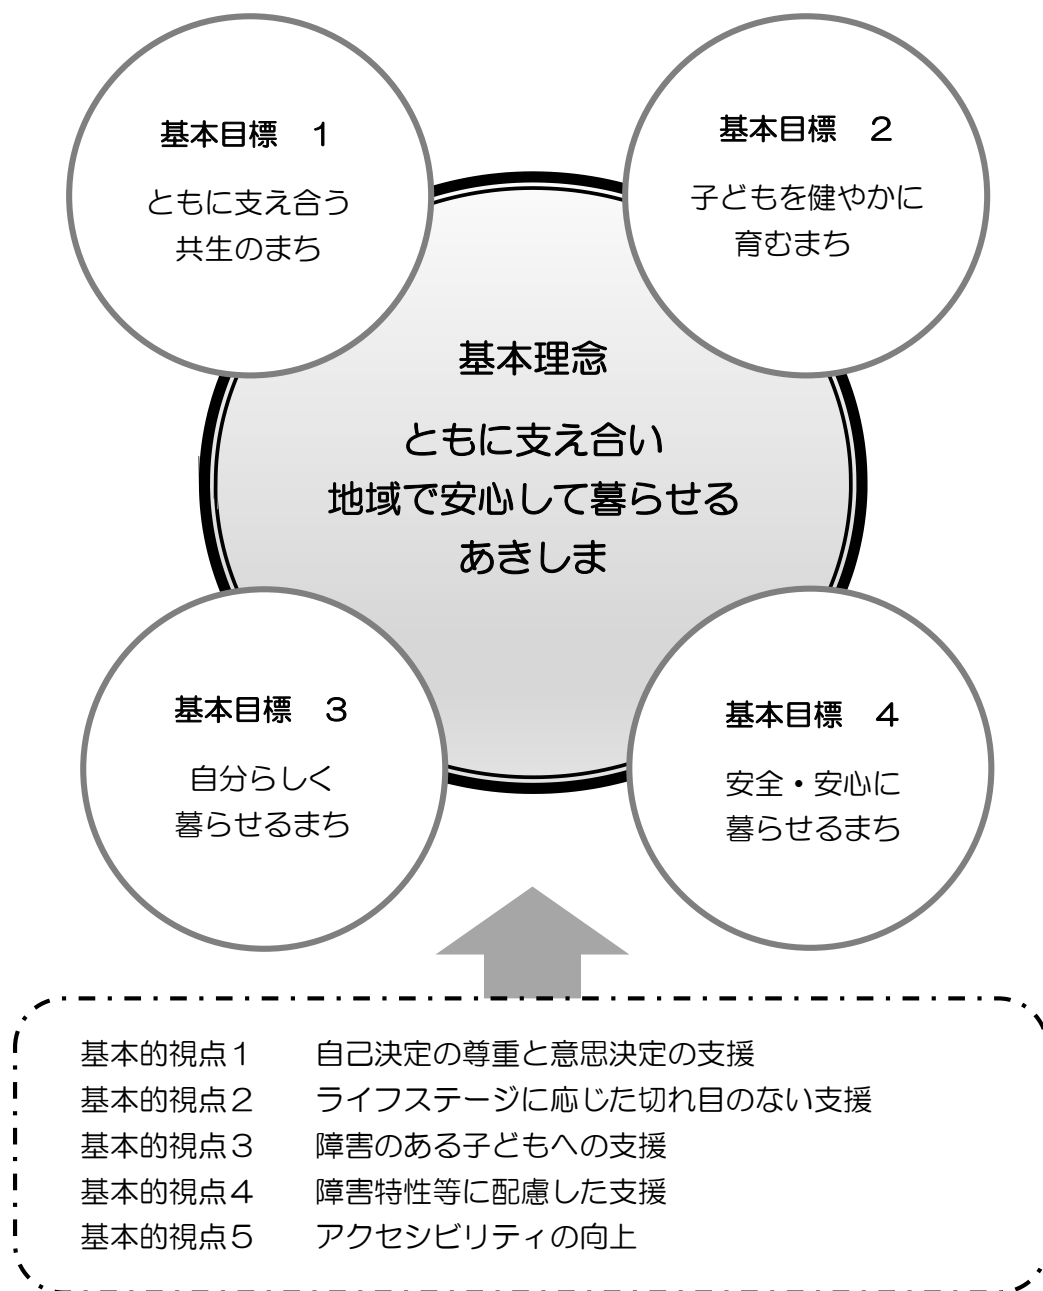 基本目標　1
ともに支え合う
共生のまち
基本目標　2
子どもを健やかに
育むまち
基本理念
ともに支え合い
地域で安心して暮らせる
あきしま
基本目標　3
自分らしく
暮らせるまち
基本目標　4
安全・安心に
暮らせるまち
基本的視点1　　自己決定の尊重と意思決定の支援
基本的視点2　　ライフステージに応じた切れ目のない支援
基本的視点3　　障害のある子どもへの支援
基本的視点4　　障害特性等に配慮した支援
基本的視点5　　アクセシビリティの向上